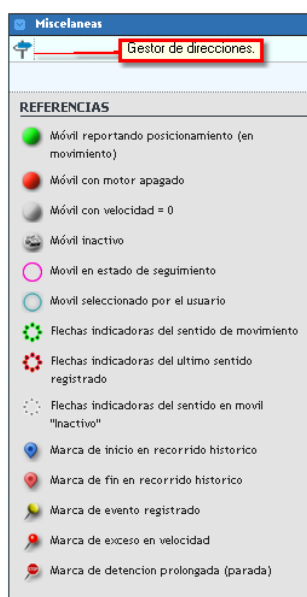 Miscelaneas
Gestor de direcciones.
REFERENCIAS
Móvil reportando posicionamiento (en
movimiento)
Móvil con motor apagado
Móvil con velocidad = 0
Móvil inactivo
Movil en estado de seguimiento
Movil seleccionado por el usuario
Flechas indicadoras del sentido de movimiento
Flechas indicadoras del ultimo sentido
registrado
Flechas indicadoras del sentido en movil
"Inactivo"
Marca de inicio en recorrido historico
Marca de fin en recorrido historico
Marca de evento registrado
Marca de exceso en velocidad
Marca de detencion prolongada (parada)